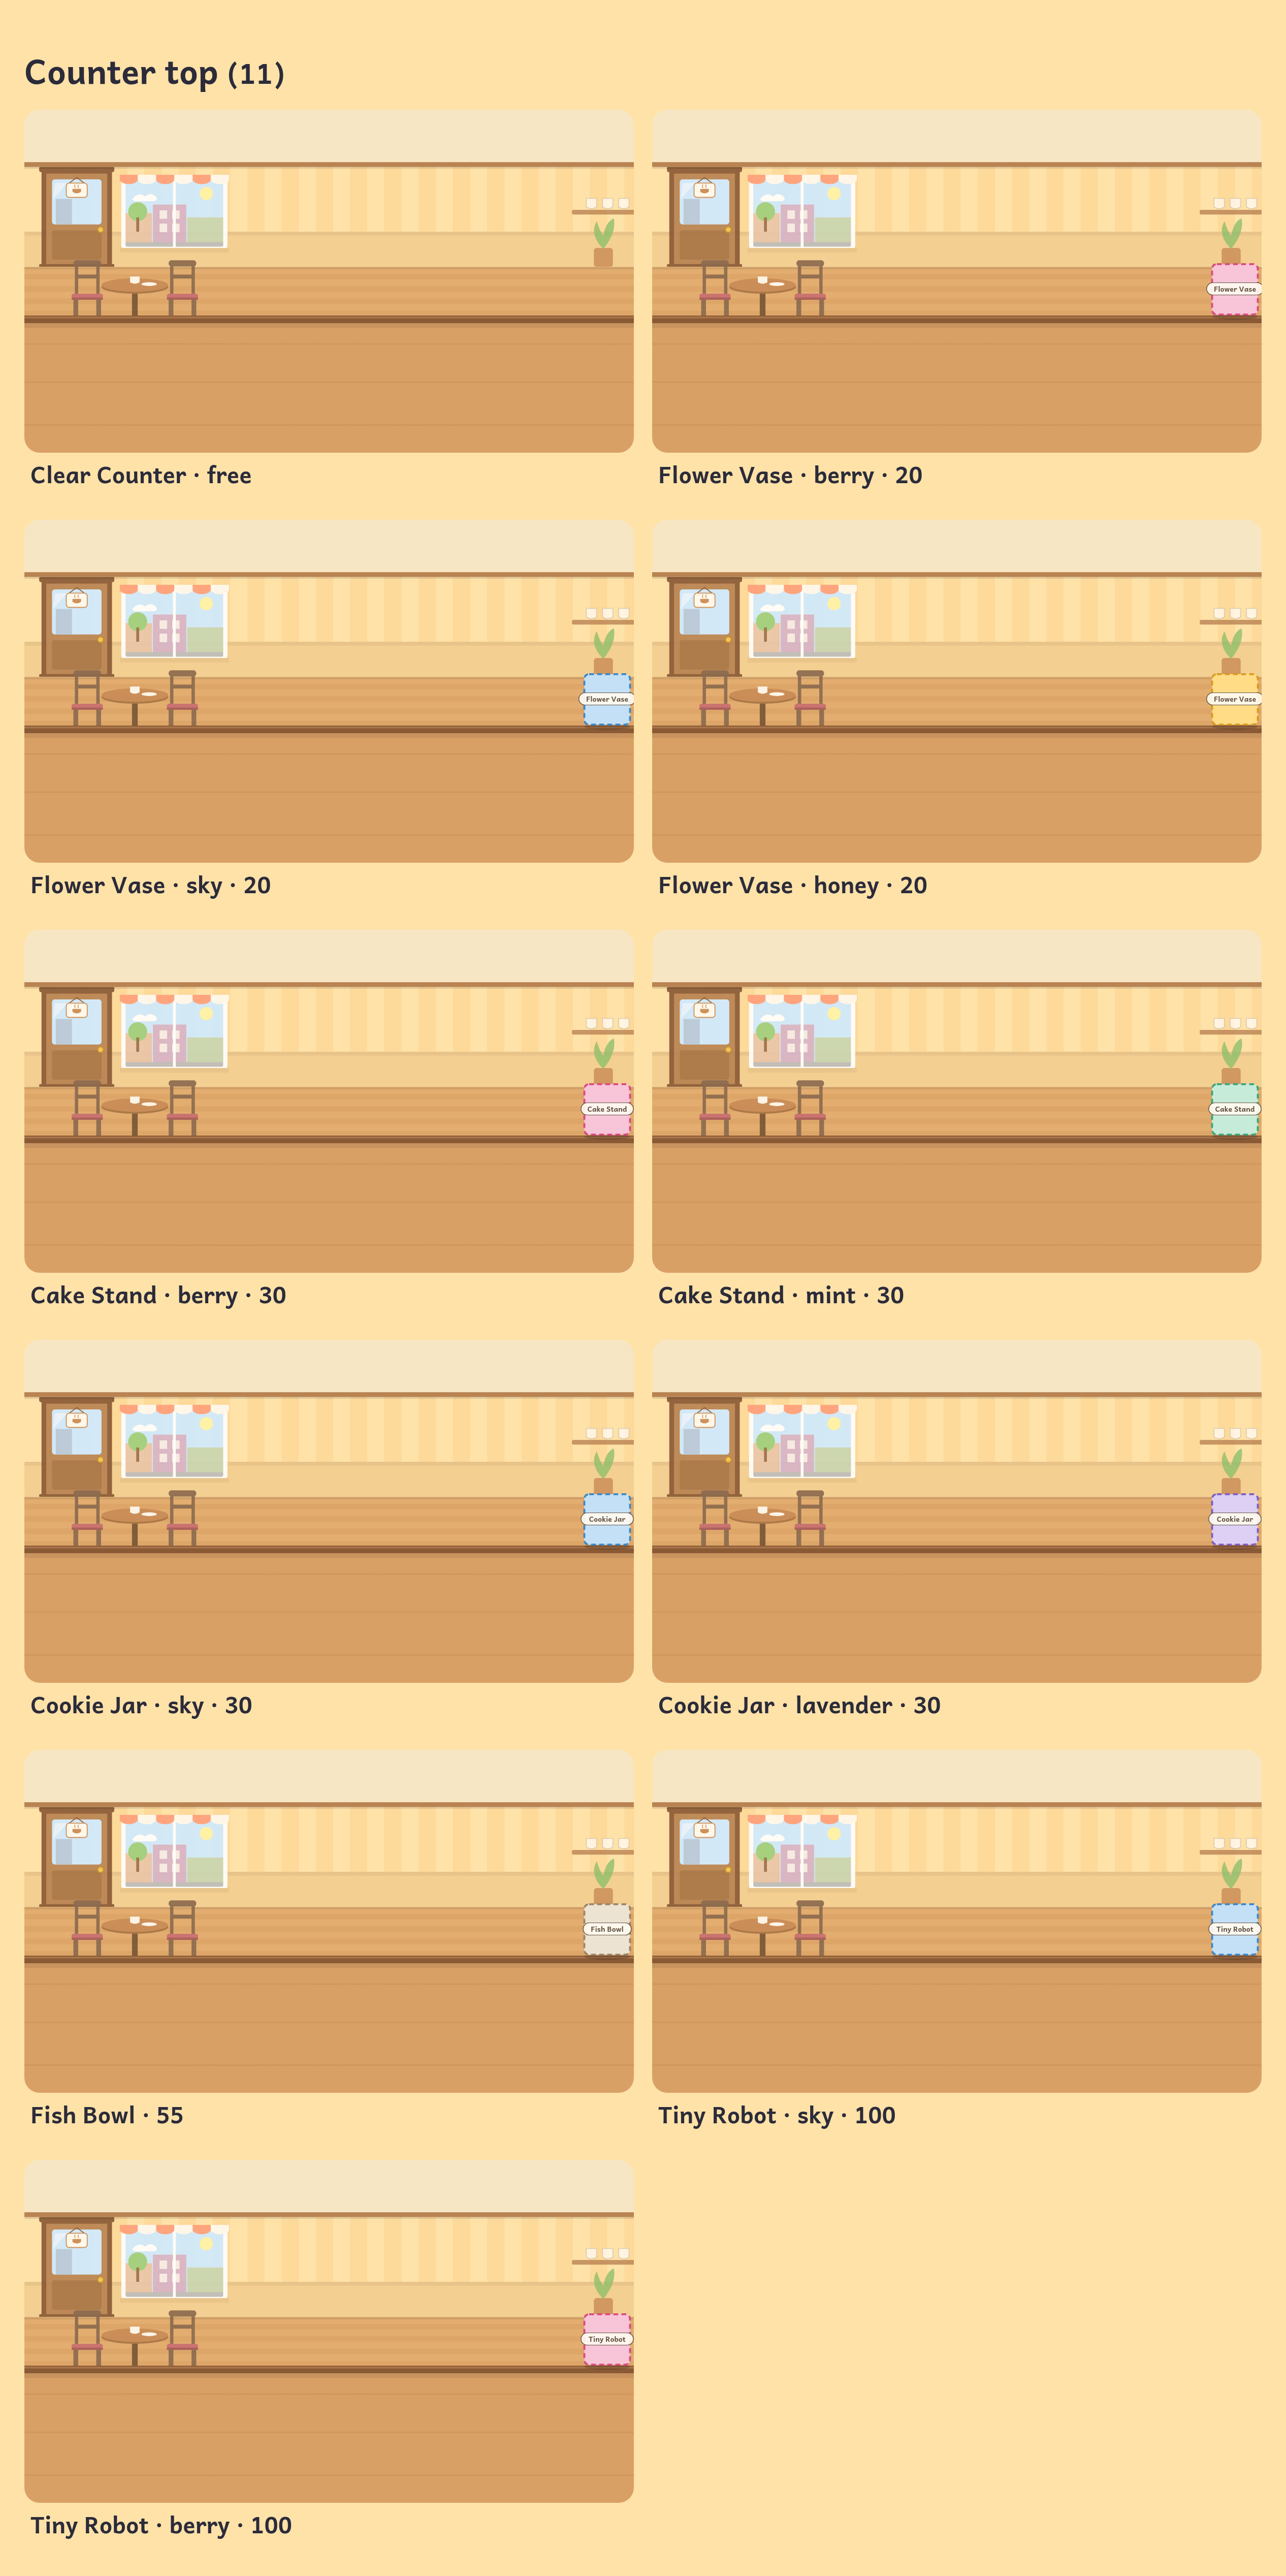 Counter top (11)
Clear Counter · free
Flower Vase
Flower Vase · berry · 20
Flower Vase
Flower Vase · sky · 20
Flower Vase
Flower Vase · honey · 20
Cake Stand
Cake Stand · berry · 30
Cake Stand
Cake Stand · mint · 30
Cookie Jar
Cookie Jar · sky · 30
Cookie Jar
Cookie Jar · lavender · 30
Fish Bowl
Fish Bowl · 55
Tiny Robot
Tiny Robot · sky · 100
Tiny Robot
Tiny Robot · berry · 100